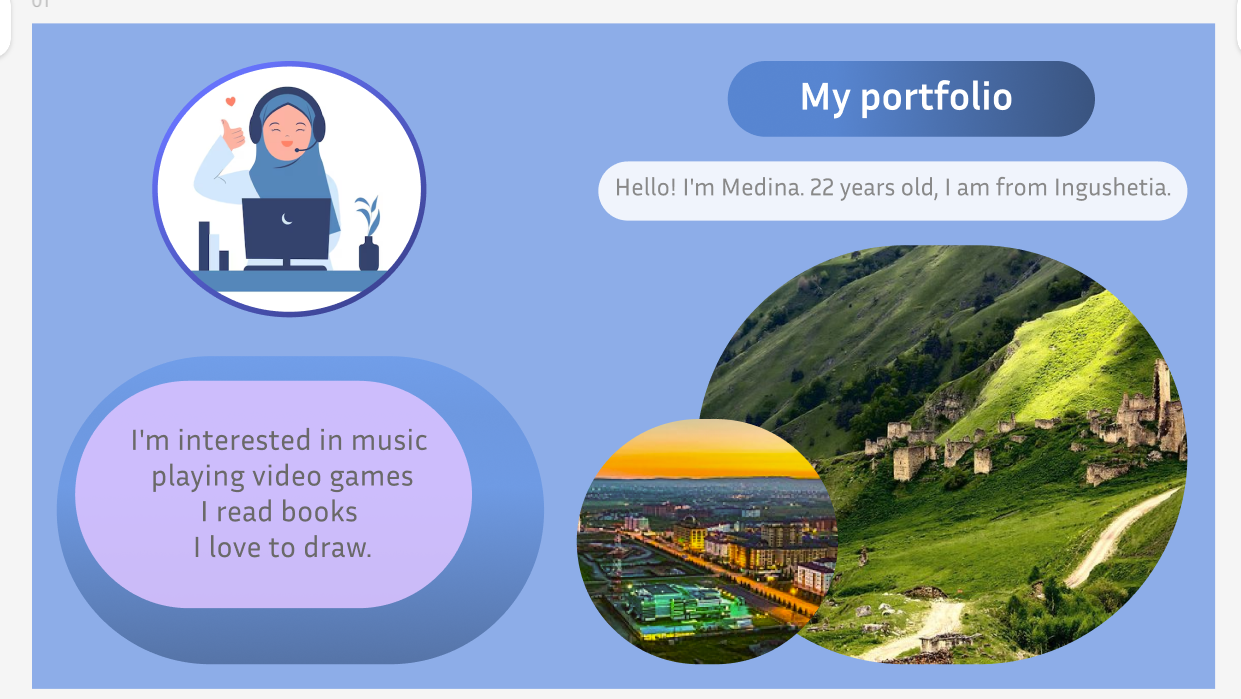 My portfolio
Hello! I'm Medina. 22 years old, I am from Ingushetia.
I'm interested in music
playing video games
I read books
I love to draw.